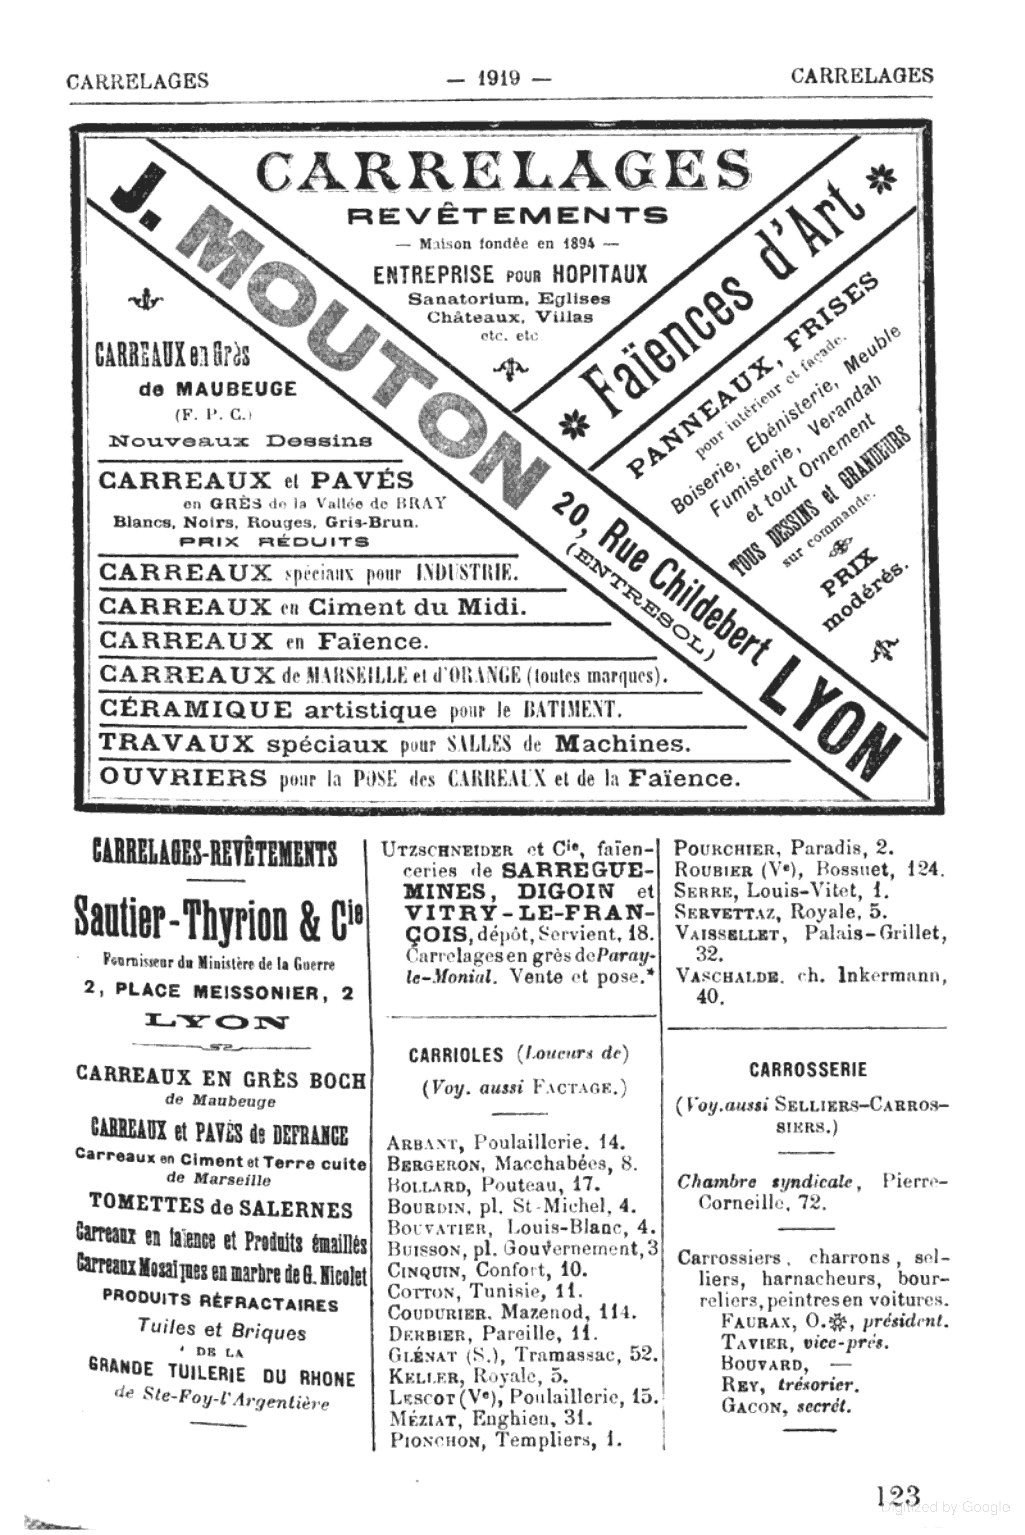 CARRELAGES — 1919 — CARRELAGES
CARRELAGES
REVÊTEMENTS
— Maison fondée en 1894 —
ENTREPRISE POUR HOPITAUX
Sanatorium, Eglises
Châteaux, Villas
etc. etc.
J. MOUTON
20, Rue Childebert LYON
(ENTRESOL)
Faïences d'Art
PANNEAUX, FRISES
pour intérieur et façade.
Boiserie, Ebénisterie, Meuble
Fumisterie, Verandah
et tout Ornement
TOUS DESSINS et GRANDEURS
sur commande.
PRIX
modérés.
CARREAUX en Grès
de MAUBEUGE
(F. P. C.)
Nouveaux Dessins
CARREAUX et PAVÉS
en GRÈS de la Vallée de BRAY
Blancs, Noirs, Rouges, Gris-Brun.
PRIX RÉDUITS
CARREAUX spéciaux pour INDUSTRIE.
CARREAUX en Ciment du Midi.
CARREAUX en Faïence.
CARREAUX de MARSEILLE et d'ORANGE (toutes marques).
CÉRAMIQUE artistique pour le BATIMENT.
TRAVAUX spéciaux pour SALLES de Machines.
OUVRIERS pour la POSE des CARREAUX et de la Faïence.
CARRELAGES-REVÊTEMENTS
Sautier-Thyrion & Cie
Fournisseur du Ministère de la Guerre
2, PLACE MEISSONIER, 2
LYON
CARREAUX EN GRÈS BOCH
de Maubeuge
CARREAUX et PAVÉS de DEFRANCE
Carreaux en Ciment et Terre cuite
de Marseille
TOMETTES de SALERNES
Carreaux en faïence et Produits émaillés
Carreaux Mosaïques en marbre de G. Nicolet
PRODUITS RÉFRACTAIRES
Tuiles et Briques
DE LA
GRANDE TUILERIE DU RHONE
de Ste-Foy-l'Argentière
UTZSCHNEIDER et Cie, faïen-
ceries de SARREGUE-
MINES, DIGOIN et
VITRY-LE-FRAN-
ÇOIS, dépôt, Servient, 18.
Carrelages en grès de Paray-
le-Monial. Vente et pose.*
CARRIOLES (Loueurs de)
(Voy. aussi FACTAGE.)
ARBANT, Poulaillerie, 14.
BERGERON, Macchabées, 8.
BOLLARD, Pouteau, 17.
BOURDIN, pl. St-Michel, 4.
BOUVATIER, Louis-Blanc, 4.
BUISSON, pl. Gouvernement, 3
CINQUIN, Confort, 10.
COTTON, Tunisie, 11.
COUDURIER, Mazenod, 114.
DERBIER, Pareille, 11.
GLÉNAT (S.), Tramassac, 52.
KELLER, Royale, 5.
LESCOT (Ve), Poulaillerie, 15.
MÉZIAT, Enghien, 31.
PIONCHON, Templiers, 1.
POURCHIER, Paradis, 2.
ROUBIER (Ve), Bossuet, 124.
SERRE, Louis-Vitet, 1.
SERVETTAZ, Royale, 5.
VAISSELLET, Palais-Grillet,
32.
VASCHALDE, ch. Inkermann,
40.
CARROSSERIE
(Voy. aussi SELLIERS-CARROS-
SIERS.)
Chambre syndicale, Pierre-
Corneille, 72.
Carrossiers, charrons, sel-
liers, harnacheurs, bour-
reliers, peintres en voitures.
FAURAX, O.✻, président.
TAVIER, vice-prés.
BOUVARD, —
REY, trésorier.
GACON, secrét.
123
Digitized by Google